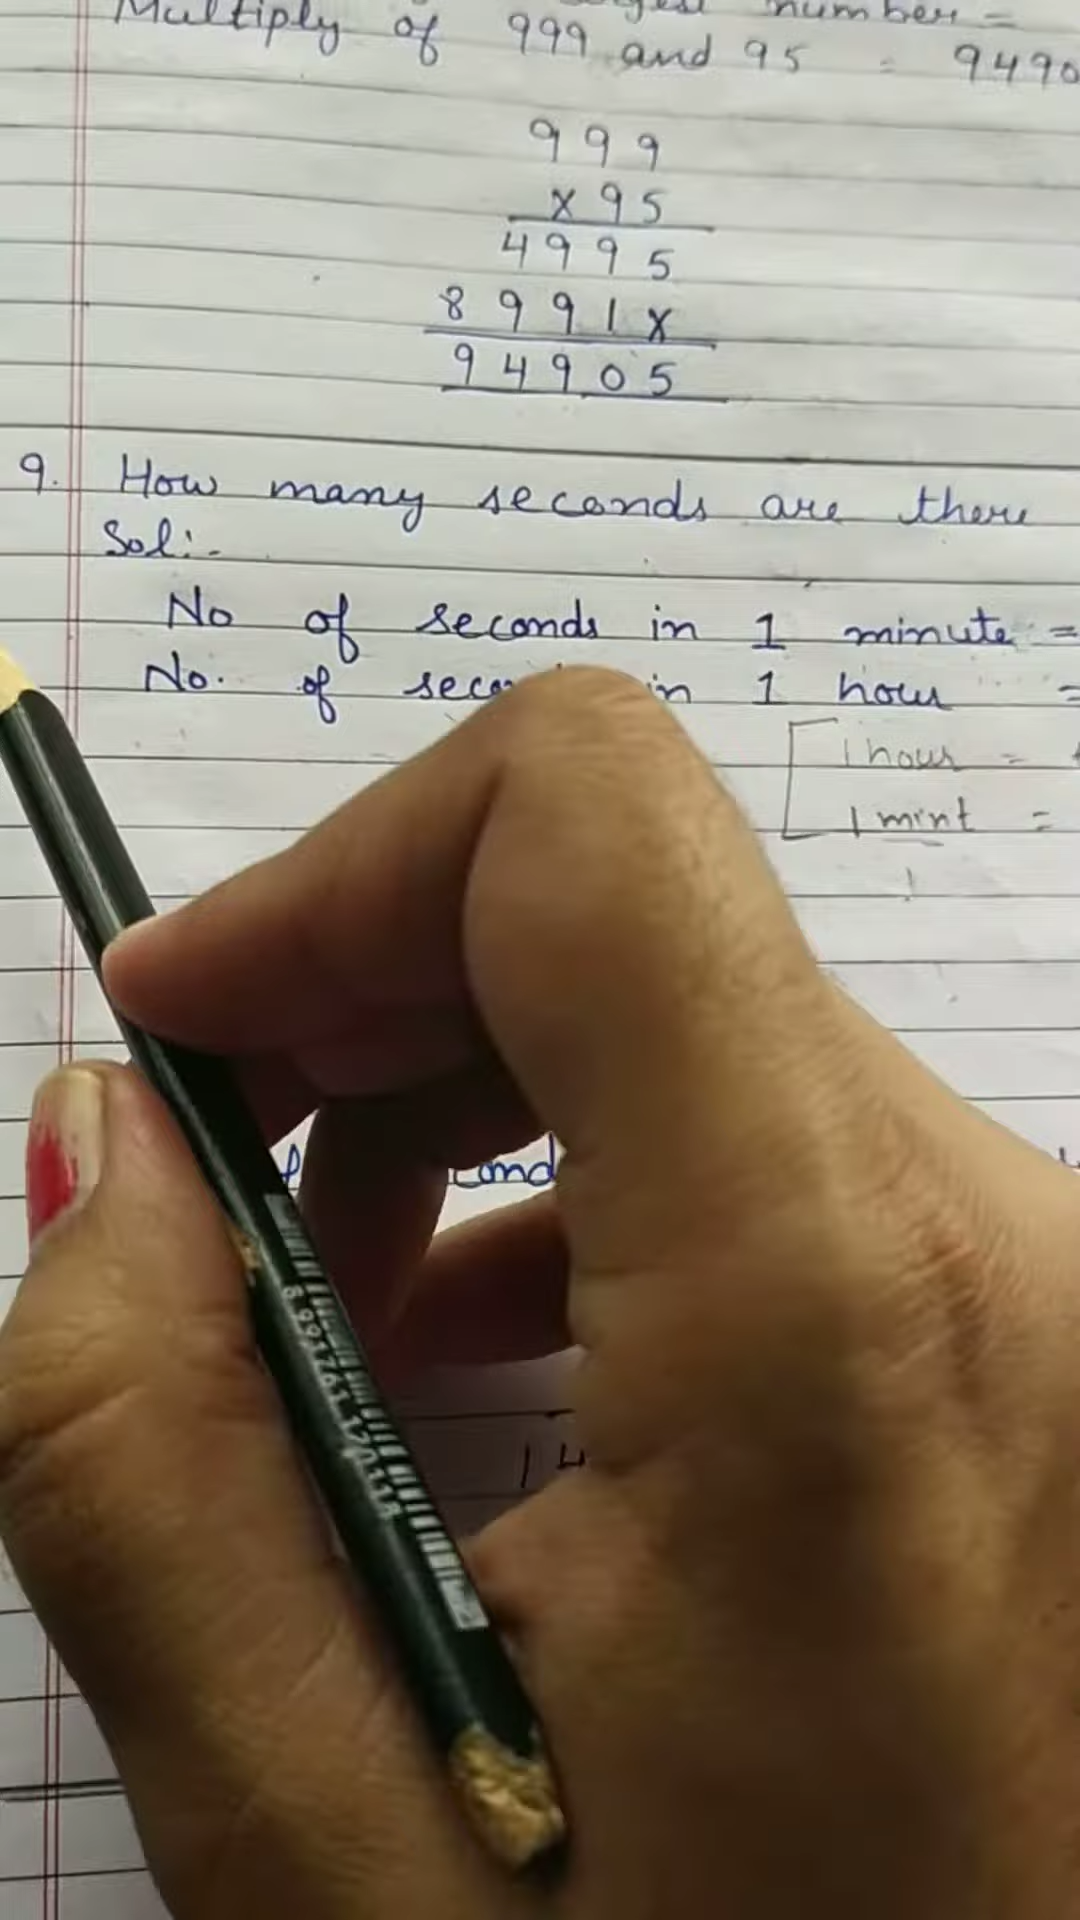 Multiply of 999 and 95 = 9490
number =
999
x 95
4995
8991x
94905
9. How many seconds are there
Sol:-
No of seconds in 1 minute =
No. of in 1 hour =
1 hour =
1 mint =
14